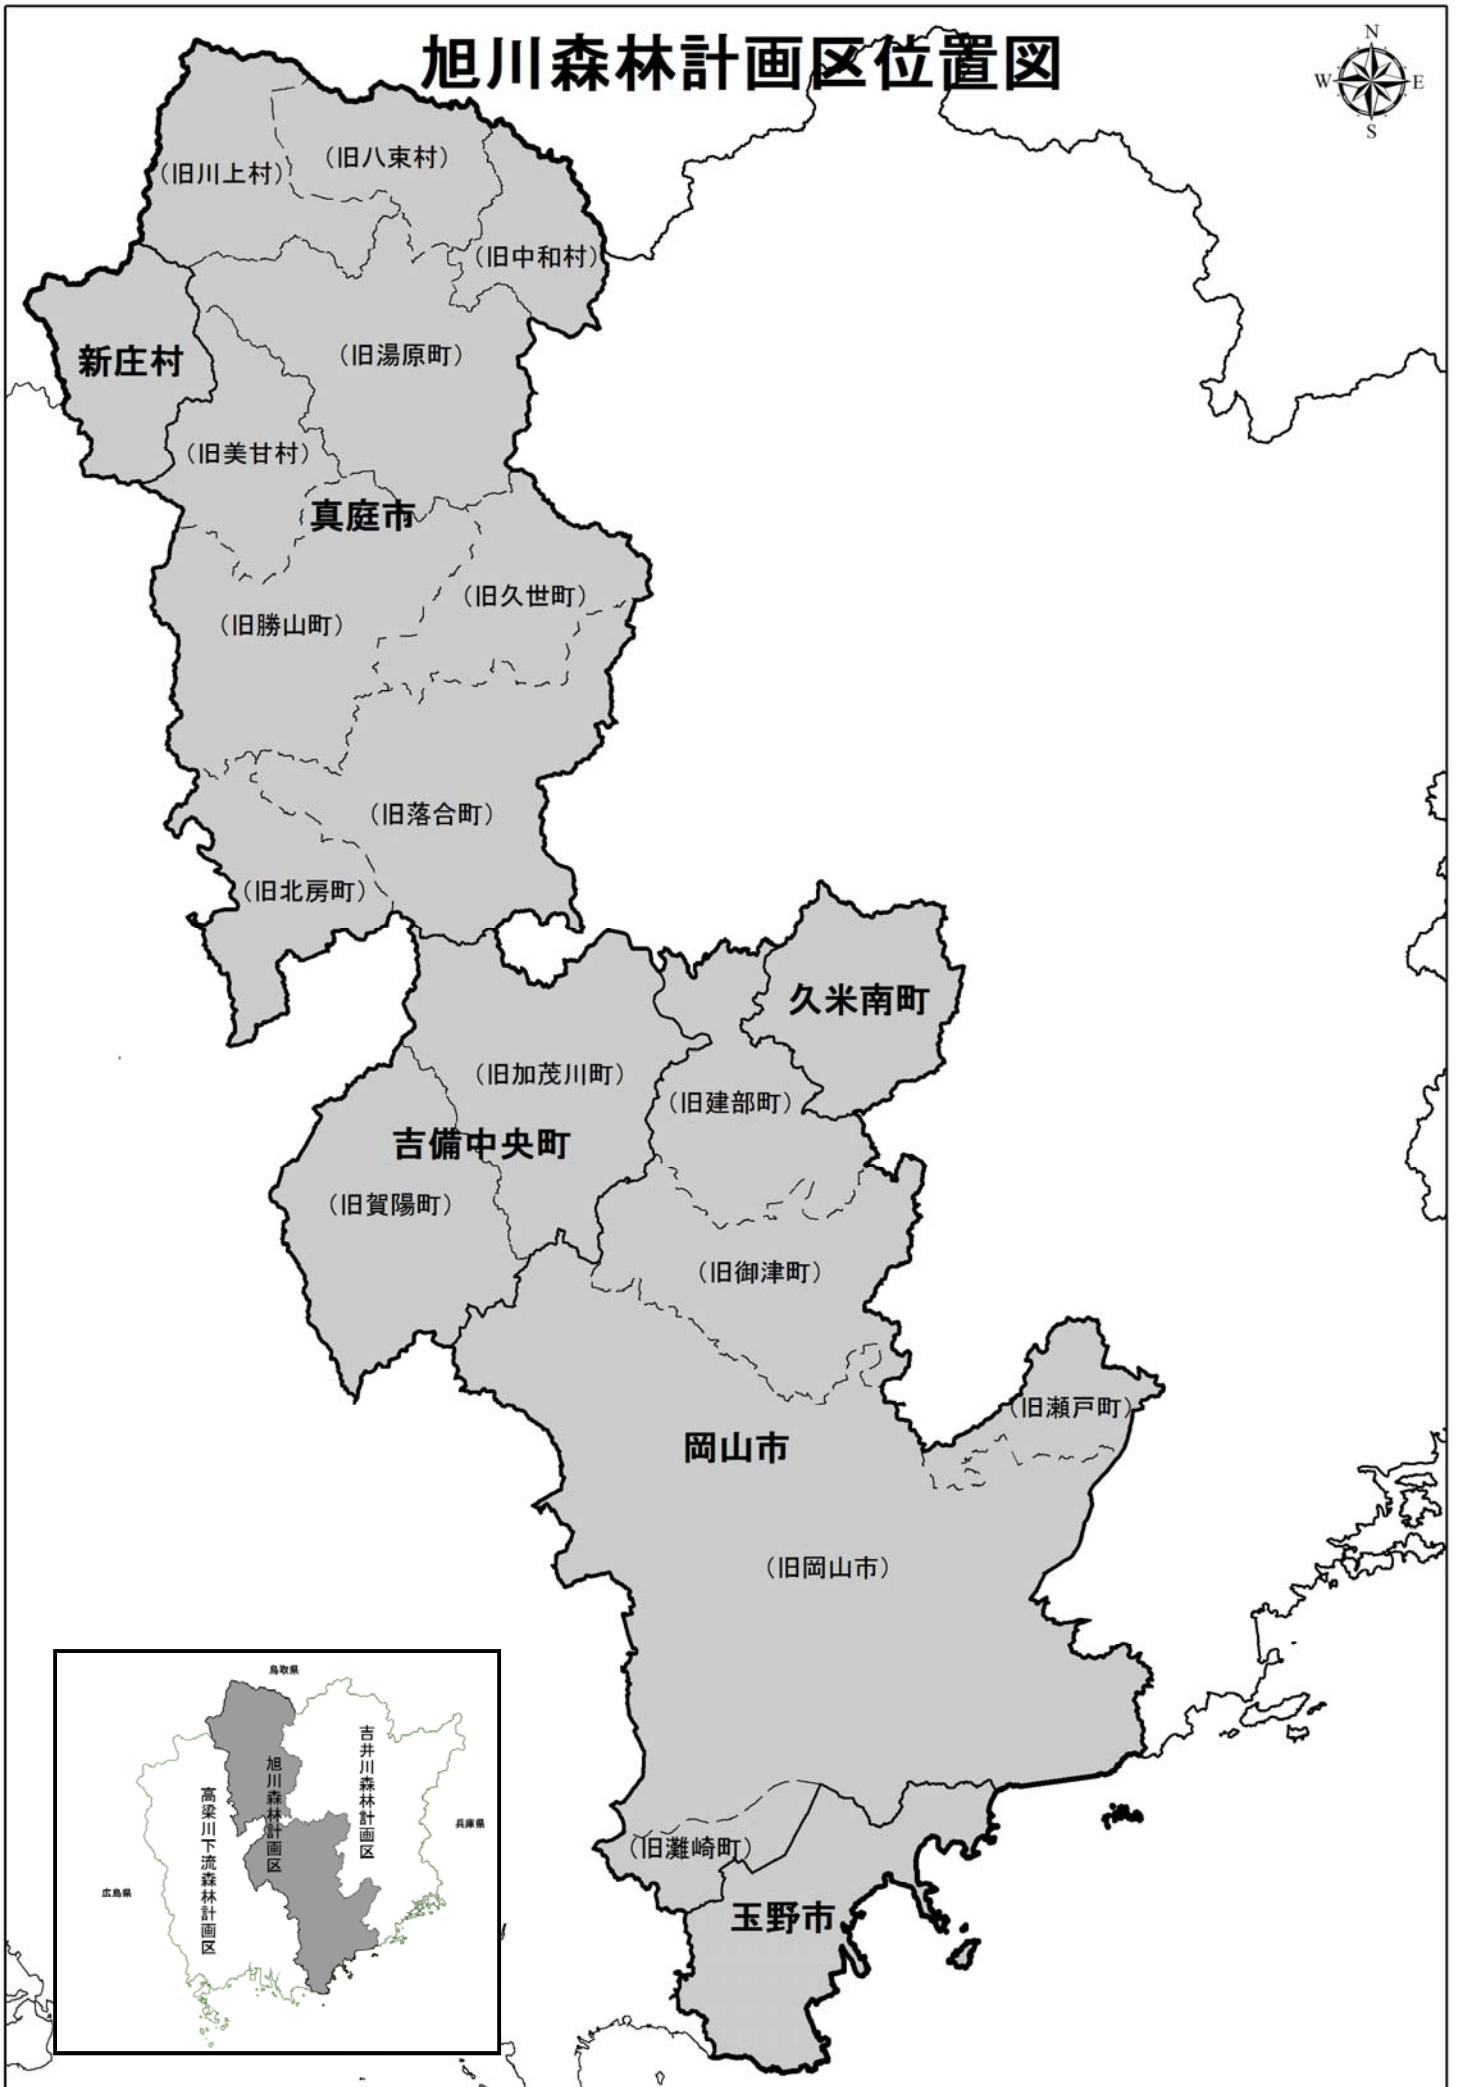 旭川森林計画区位置図
N
W
E
S
（旧川上村）
（旧八束村）
（旧中和村）
新庄村
（旧湯原町）
（旧美甘村）
真庭市
（旧久世町）
（旧勝山町）
（旧落合町）
（旧北房町）
久米南町
（旧加茂川町）
（旧建部町）
吉備中央町
（旧賀陽町）
（旧御津町）
（旧瀬戸町）
岡山市
（旧岡山市）
（旧灘崎町）
玉野市
鳥取県
吉井川森林計画区
旭川森林計画区
高梁川下流森林計画区
兵庫県
広島県